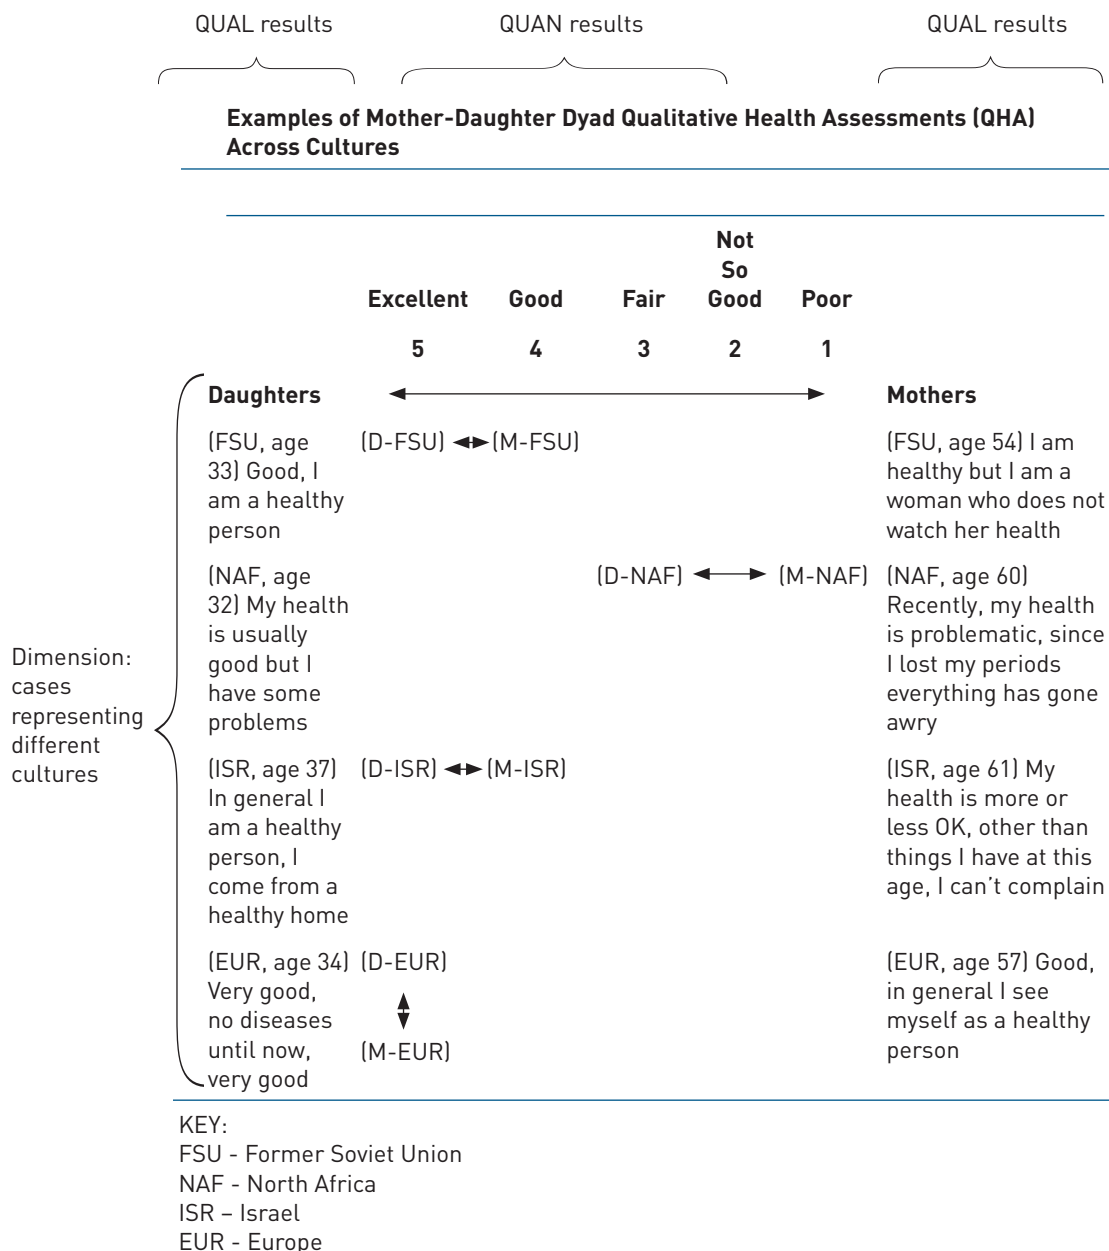 QUAL results QUAN results QUAL results
Examples of Mother-Daughter Dyad Qualitative Health Assessments (QHA)
Across Cultures
Excellent
5
Good
4
Fair
3
Not
So
Good
2
Poor
1
Dimension:
cases
representing
different
cultures
Daughters
Mothers
(FSU, age
33) Good, I
am a healthy
person
(D-FSU) (M-FSU)
(FSU, age 54) I am
healthy but I am a
woman who does not
watch her health
(NAF, age
32) My health
is usually
good but I
have some
problems
(D-NAF) (M-NAF)
(NAF, age 60)
Recently, my health
is problematic, since
I lost my periods
everything has gone
awry
(ISR, age 37)
In general I
am a healthy
person, I
come from a
healthy home
(D-ISR) (M-ISR)
(ISR, age 61) My
health is more or
less OK, other than
things I have at this
age, I can't complain
(EUR, age 34)
Very good,
no diseases
until now,
very good
(D-EUR)
(M-EUR)
(EUR, age 57) Good,
in general I see
myself as a healthy
person
KEY:
FSU - Former Soviet Union
NAF - North Africa
ISR – Israel
EUR - Europe